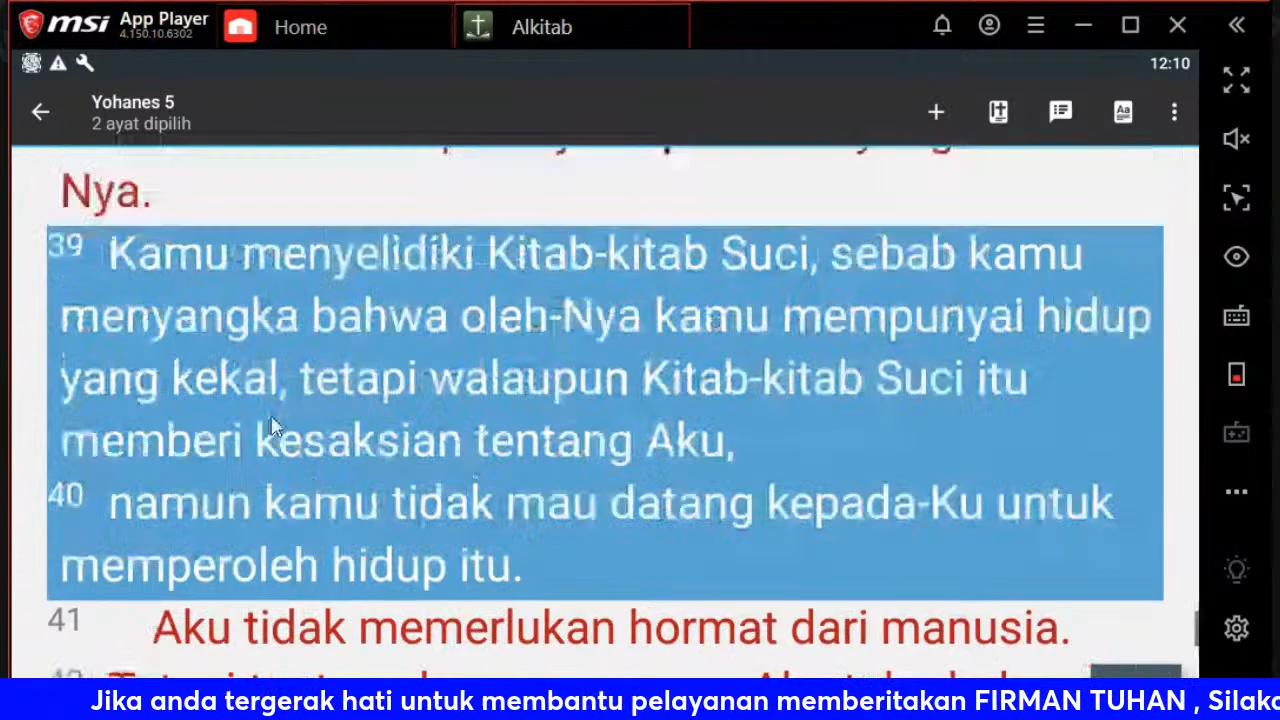 msi App Player
4.150.10.6302
Home
Alkitab
12:10
Yohanes 5
2 ayat dipilih
Nya.
39 Kamu menyelidiki Kitab-kitab Suci, sebab kamu
menyangka bahwa oleh-Nya kamu mempunyai hidup
yang kekal, tetapi walaupun Kitab-kitab Suci itu
memberi kesaksian tentang Aku,
40 namun kamu tidak mau datang kepada-Ku untuk
memperoleh hidup itu.
41 Aku tidak memerlukan hormat dari manusia.
Jika anda tergerak hati untuk membantu pelayanan memberitakan FIRMAN TUHAN ,